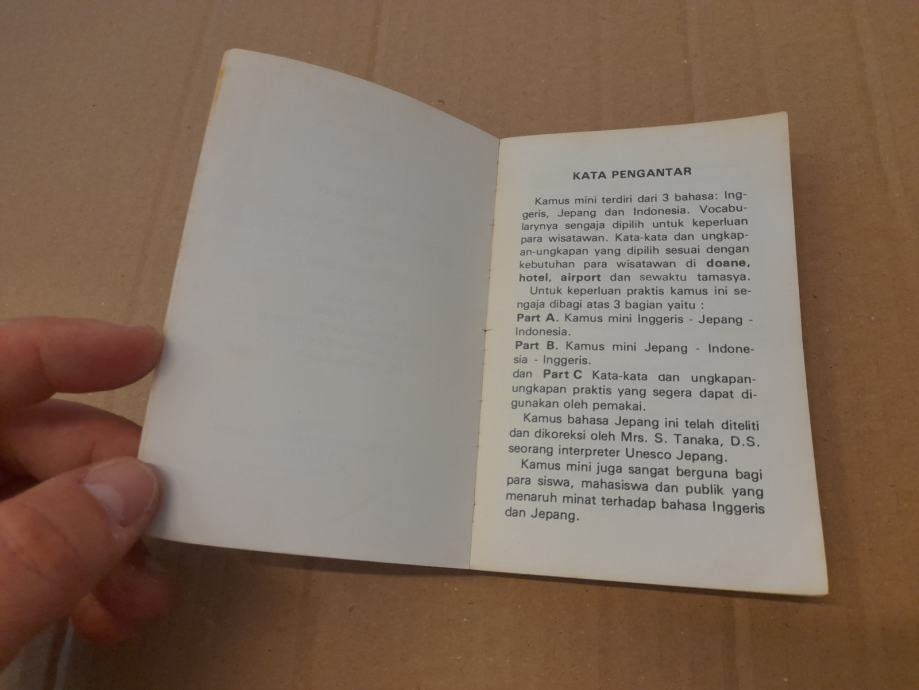 KATA PENGANTAR
Kamus mini terdiri dari 3 bahasa: Ing-
geris, Jepang dan Indonesia. Vocabu-
larynya sengaja dipilih untuk keperluan
para wisatawan. Kata-kata dan ungkap-
an-ungkapan yang dipilih sesuai dengan
kebutuhan para wisatawan di doane,
hotel, airport dan sewaktu tamasya.
Untuk keperluan praktis kamus ini se-
ngaja dibagi atas 3 bagian yaitu :
Part A. Kamus mini Inggeris - Jepang -
Indonesia.
Part B. Kamus mini Jepang - Indone-
sia - Inggeris.
dan Part C Kata-kata dan ungkapan-
ungkapan praktis yang segera dapat di-
gunakan oleh pemakai.
Kamus bahasa Jepang ini telah diteliti
dan dikoreksi oleh Mrs. S. Tanaka, D.S.
seorang interpreter Unesco Jepang.
Kamus mini juga sangat berguna bagi
para siswa, mahasiswa dan publik yang
menaruh minat terhadap bahasa Inggeris
dan Jepang.